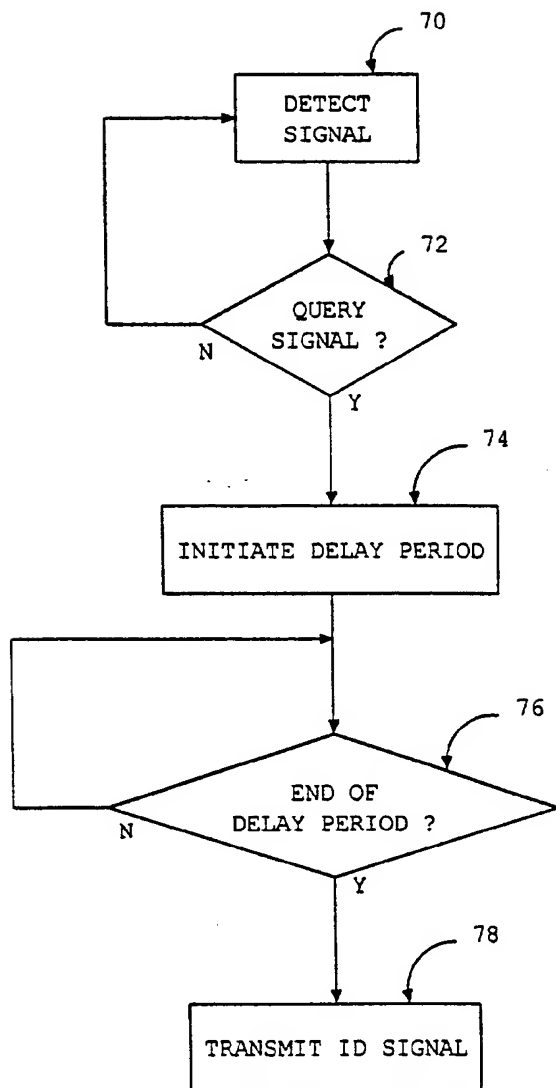 70
DETECT
SIGNAL
72
QUERY
SIGNAL ?
N
Y
74
INITIATE DELAY PERIOD
76
END OF
DELAY PERIOD ?
N
Y
78
TRANSMIT ID SIGNAL